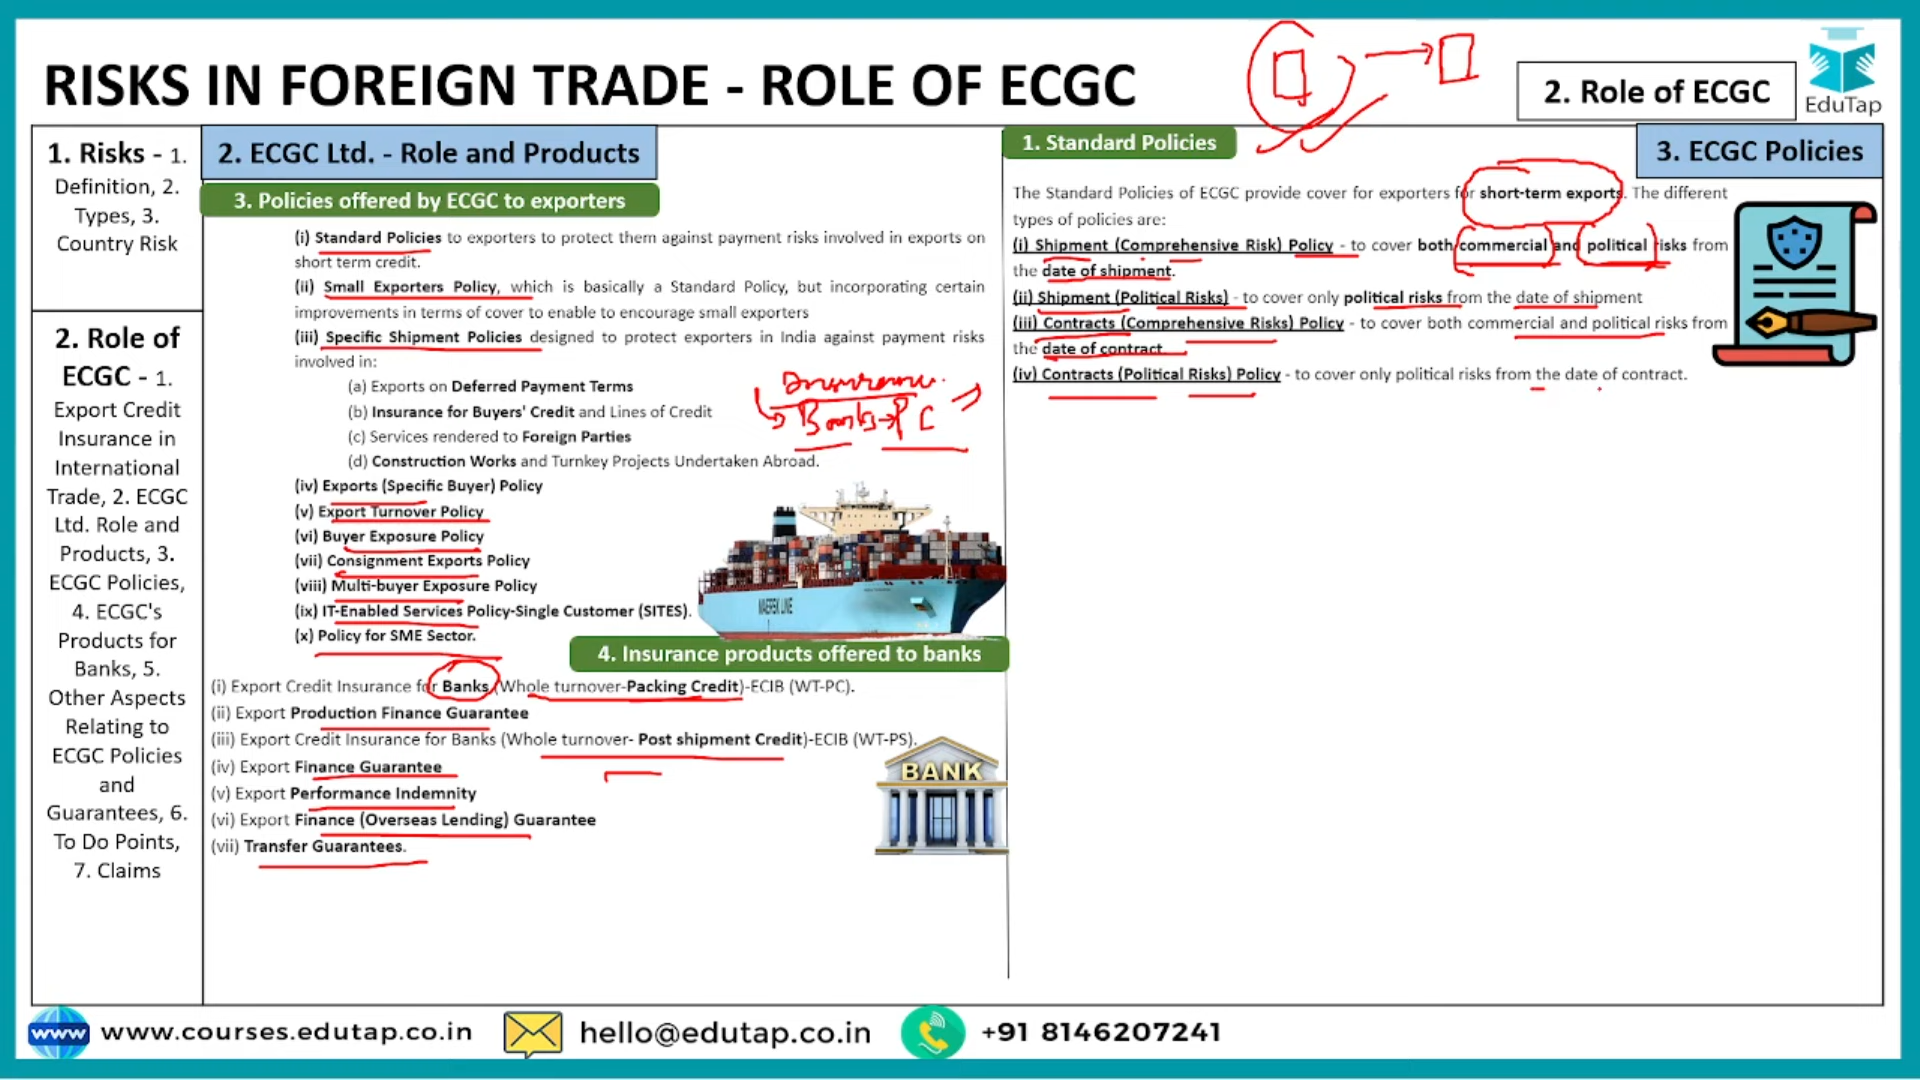 RISKS IN FOREIGN TRADE - ROLE OF ECGC
2. Role of ECGC
EduTap
1. Risks - 1.
Definition, 2.
Types, 3.
Country Risk
2. Role of
ECGC - 1.
Export Credit
Insurance in
International
Trade, 2. ECGC
Ltd. Role and
Products, 3.
ECGC Policies,
4. ECGC's
Products for
Banks, 5.
Other Aspects
Relating to
ECGC Policies
and
Guarantees, 6.
To Do Points,
7. Claims
2. ECGC Ltd. - Role and Products
3. Policies offered by ECGC to exporters
(i) Standard Policies to exporters to protect them against payment risks involved in exports on
short term credit.
(ii) Small Exporters Policy, which is basically a Standard Policy, but incorporating certain
improvements in terms of cover to enable to encourage small exporters
(iii) Specific Shipment Policies designed to protect exporters in India against payment risks
involved in:
(a) Exports on Deferred Payment Terms
(b) Insurance for Buyers' Credit and Lines of Credit
(c) Services rendered to Foreign Parties
(d) Construction Works and Turnkey Projects Undertaken Abroad.
Insurance
Banks → PC
(iv) Exports (Specific Buyer) Policy
(v) Export Turnover Policy
(vi) Buyer Exposure Policy
(vii) Consignment Exports Policy
(viii) Multi-buyer Exposure Policy
(ix) IT-Enabled Services Policy-Single Customer (SITES).
(x) Policy for SME Sector.
MAERSK LINE
4. Insurance products offered to banks
(i) Export Credit Insurance for Banks (Whole turnover-Packing Credit)-ECIB (WT-PC).
(ii) Export Production Finance Guarantee
(iii) Export Credit Insurance for Banks (Whole turnover- Post shipment Credit)-ECIB (WT-PS).
(iv) Export Finance Guarantee
(v) Export Performance Indemnity
(vi) Export Finance (Overseas Lending) Guarantee
(vii) Transfer Guarantees.
BANK
1. Standard Policies
3. ECGC Policies
The Standard Policies of ECGC provide cover for exporters for short-term exports. The different
types of policies are:
(i) Shipment (Comprehensive Risk) Policy - to cover both commercial and political risks from
the date of shipment.
(ii) Shipment (Political Risks) - to cover only political risks from the date of shipment
(iii) Contracts (Comprehensive Risks) Policy - to cover both commercial and political risks from
the date of contract
(iv) Contracts (Political Risks) Policy - to cover only political risks from the date of contract.
www
www.courses.edutap.co.in
hello@edutap.co.in
+91 8146207241